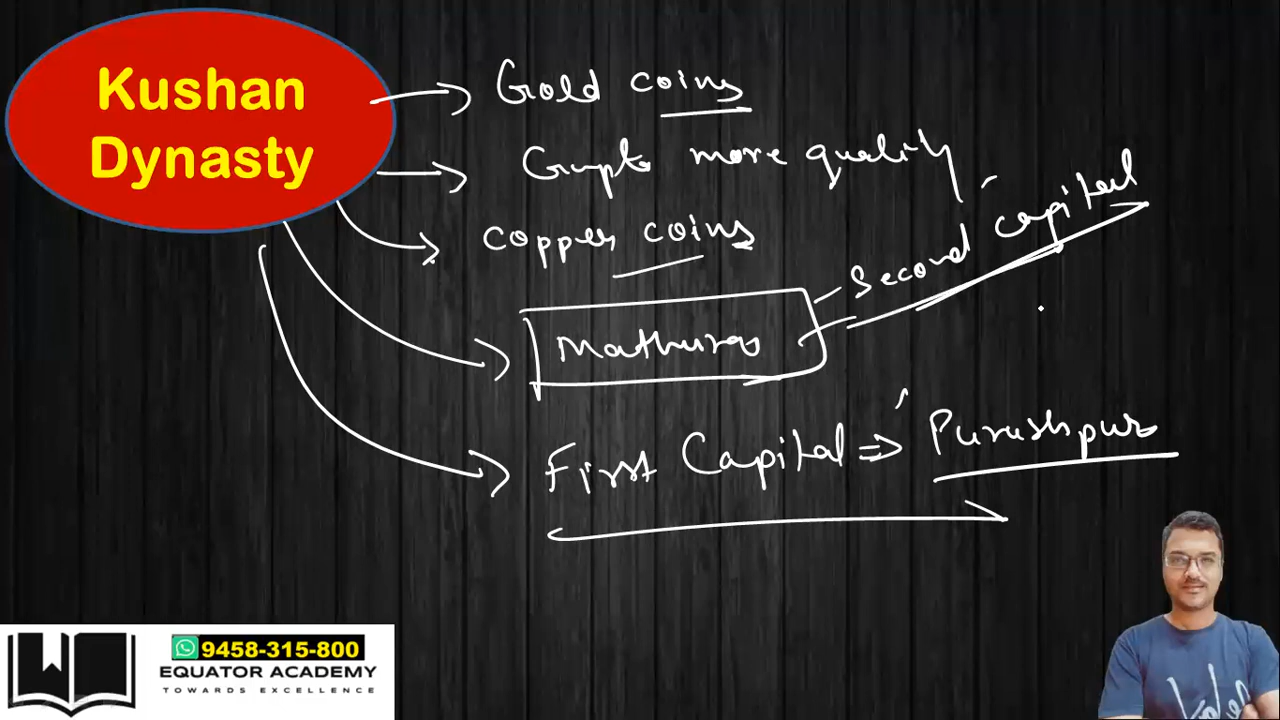 Kushan
Dynasty
Gold coins
Gupta more quality
Copper coins
Mathura
Second capital
First Capital ⇒ Purushpur
9458-315-800
EQUATOR ACADEMY
TOWARDS EXCELLENCE